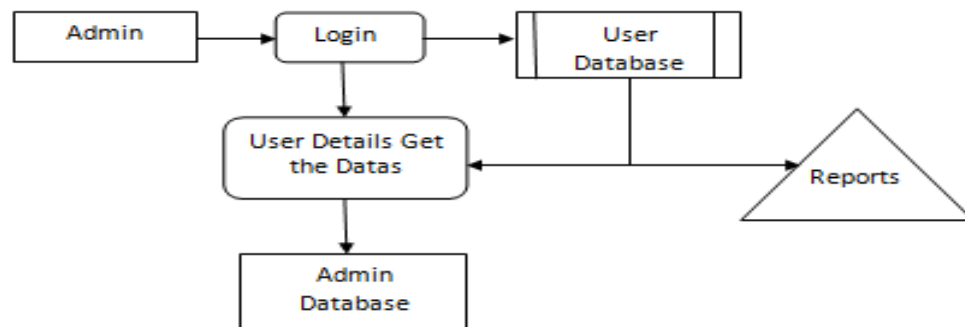 Admin
Login
User
Database
User Details Get
the Datas
Reports
Admin
Database